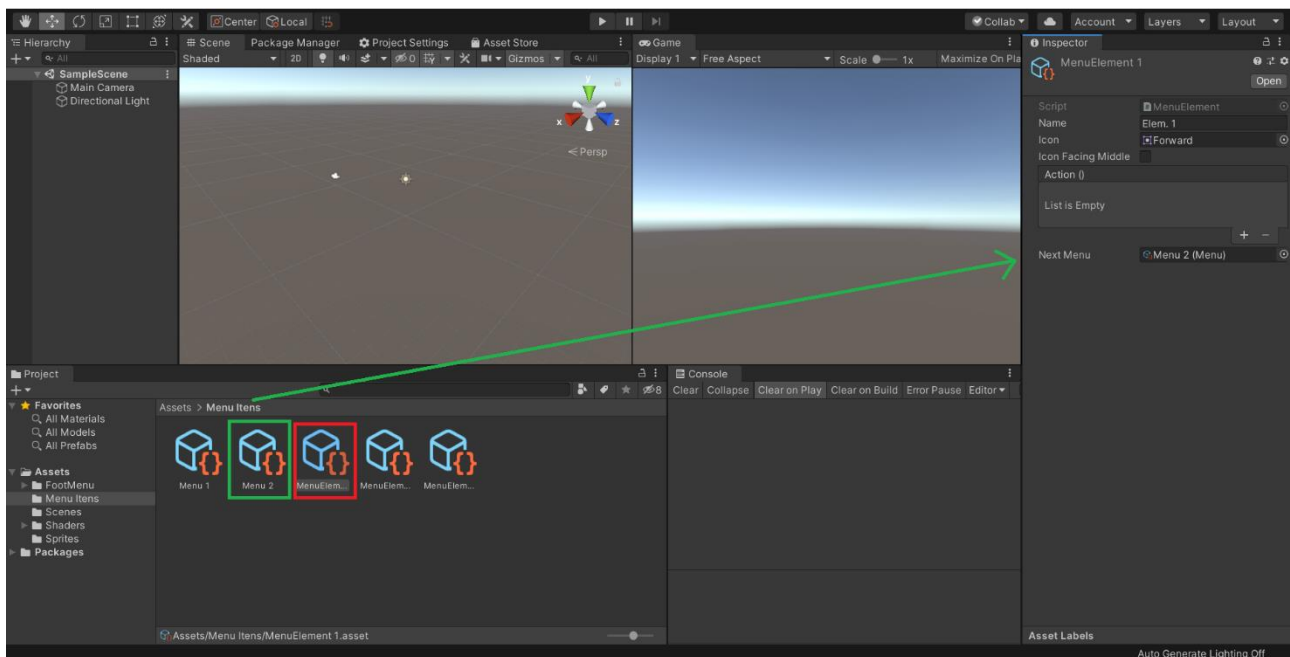 Center Local Collab Account Layers Layout
Hierarchy Scene Package Manager Project Settings Asset Store Game Inspector
All Shaded 2D 0 Gizmos All Display 1 Free Aspect Scale 1x Maximize On Pla
SampleScene
Main Camera
Directional Light
y
x z
Persp
MenuElement 1
Open
Script MenuElement
Name Elem. 1
Icon Forward
Icon Facing Middle
Action ()
List is Empty
+ −
Next Menu Menu 2 (Menu)
Project Console
8 Clear Collapse Clear on Play Clear on Build Error Pause Editor
Favorites
All Materials
All Models
All Prefabs
Assets
FootMenu
Menu Itens
Scenes
Shaders
Sprites
Packages
Assets > Menu Itens
Menu 1 Menu 2 MenuElem... MenuElem... MenuElem...
Assets/Menu Itens/MenuElement 1.asset
Asset Labels
Auto Generate Lighting Off